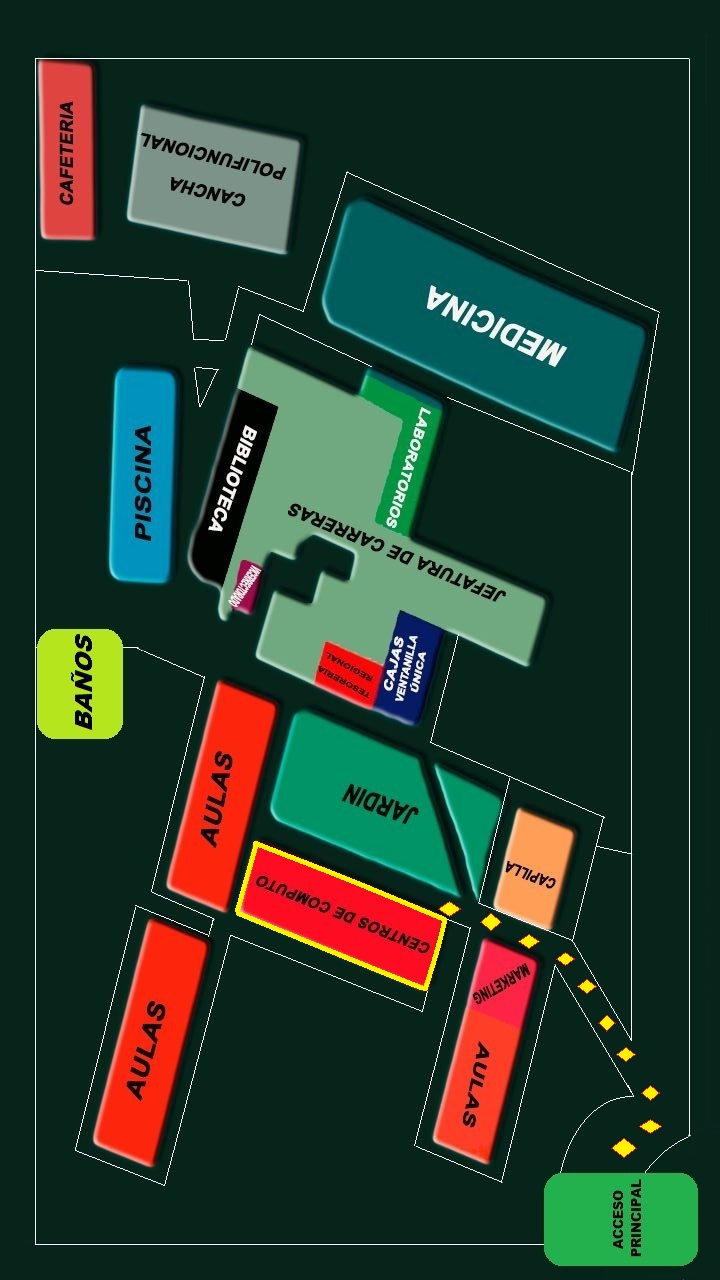 CAFETERIA
CANCHA
POLIFUNCIONAL
MEDICINA
PISCINA
BIBLIOTECA
LABORATORIOS
JEFATURA DE CARRERAS
VICERRECTORADO
TESORERIA
REGIONAL
CAJAS
VENTANILLA
ÚNICA
BAÑOS
AULAS
JARDIN
CAPILLA
CENTROS DE COMPUTO
MARKETING
AULAS
AULAS
ACCESO
PRINCIPAL